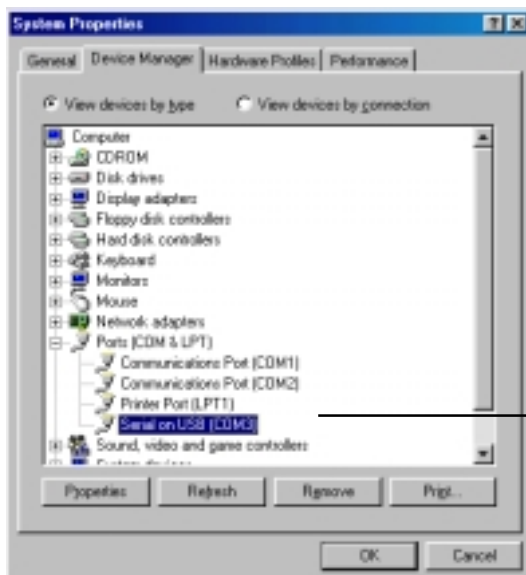 System Properties
General Device Manager Hardware Profiles Performance
View devices by type View devices by connection
Computer
CDROM
Disk drives
Display adapters
Floppy disk controllers
Hard disk controllers
Keyboard
Monitors
Mouse
Network adapters
Ports (COM & LPT)
Communications Port (COM1)
Communications Port (COM2)
Printer Port (LPT1)
Serial on USB (COM3)
Sound, video and game controllers
System devices
Properties Refresh Remove Print...
OK Cancel